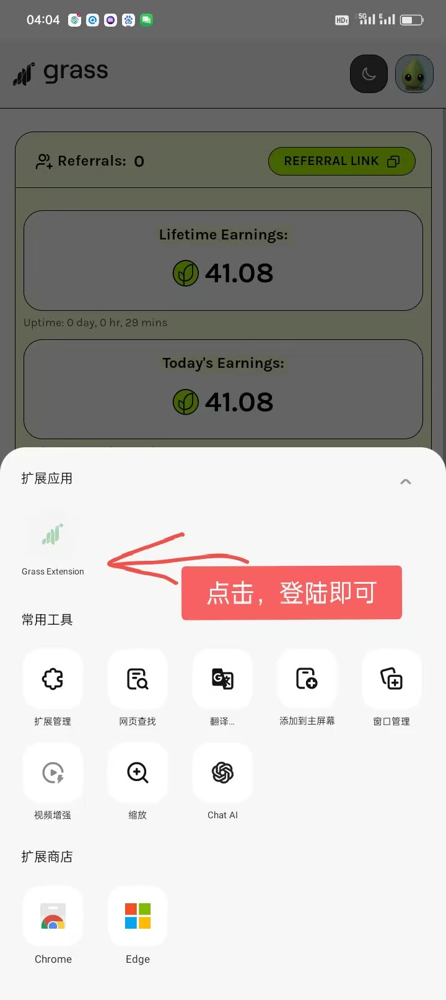 04:04
HD1 5G E
grass
Referrals: 0
REFERRAL LINK
Lifetime Earnings:
41.08
Uptime: 0 day, 0 hr, 29 mins
Today's Earnings:
41.08
扩展应用
Grass Extension
点击，登陆即可
常用工具
扩展管理
网页查找
翻译...
添加到主屏幕
窗口管理
视频增强
缩放
Chat AI
扩展商店
Chrome
Edge